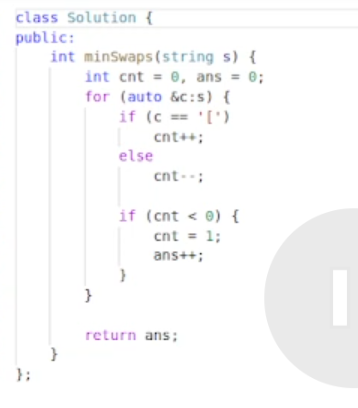 class Solution {
public:
    int minSwaps(string s) {
        int cnt = 0, ans = 0;
        for (auto &c:s) {
            if (c == '[')
                cnt++;
            else
                cnt--;
            if (cnt < 0) {
                cnt = 1;
                ans++;
            }
        }
        return ans;
    }
};